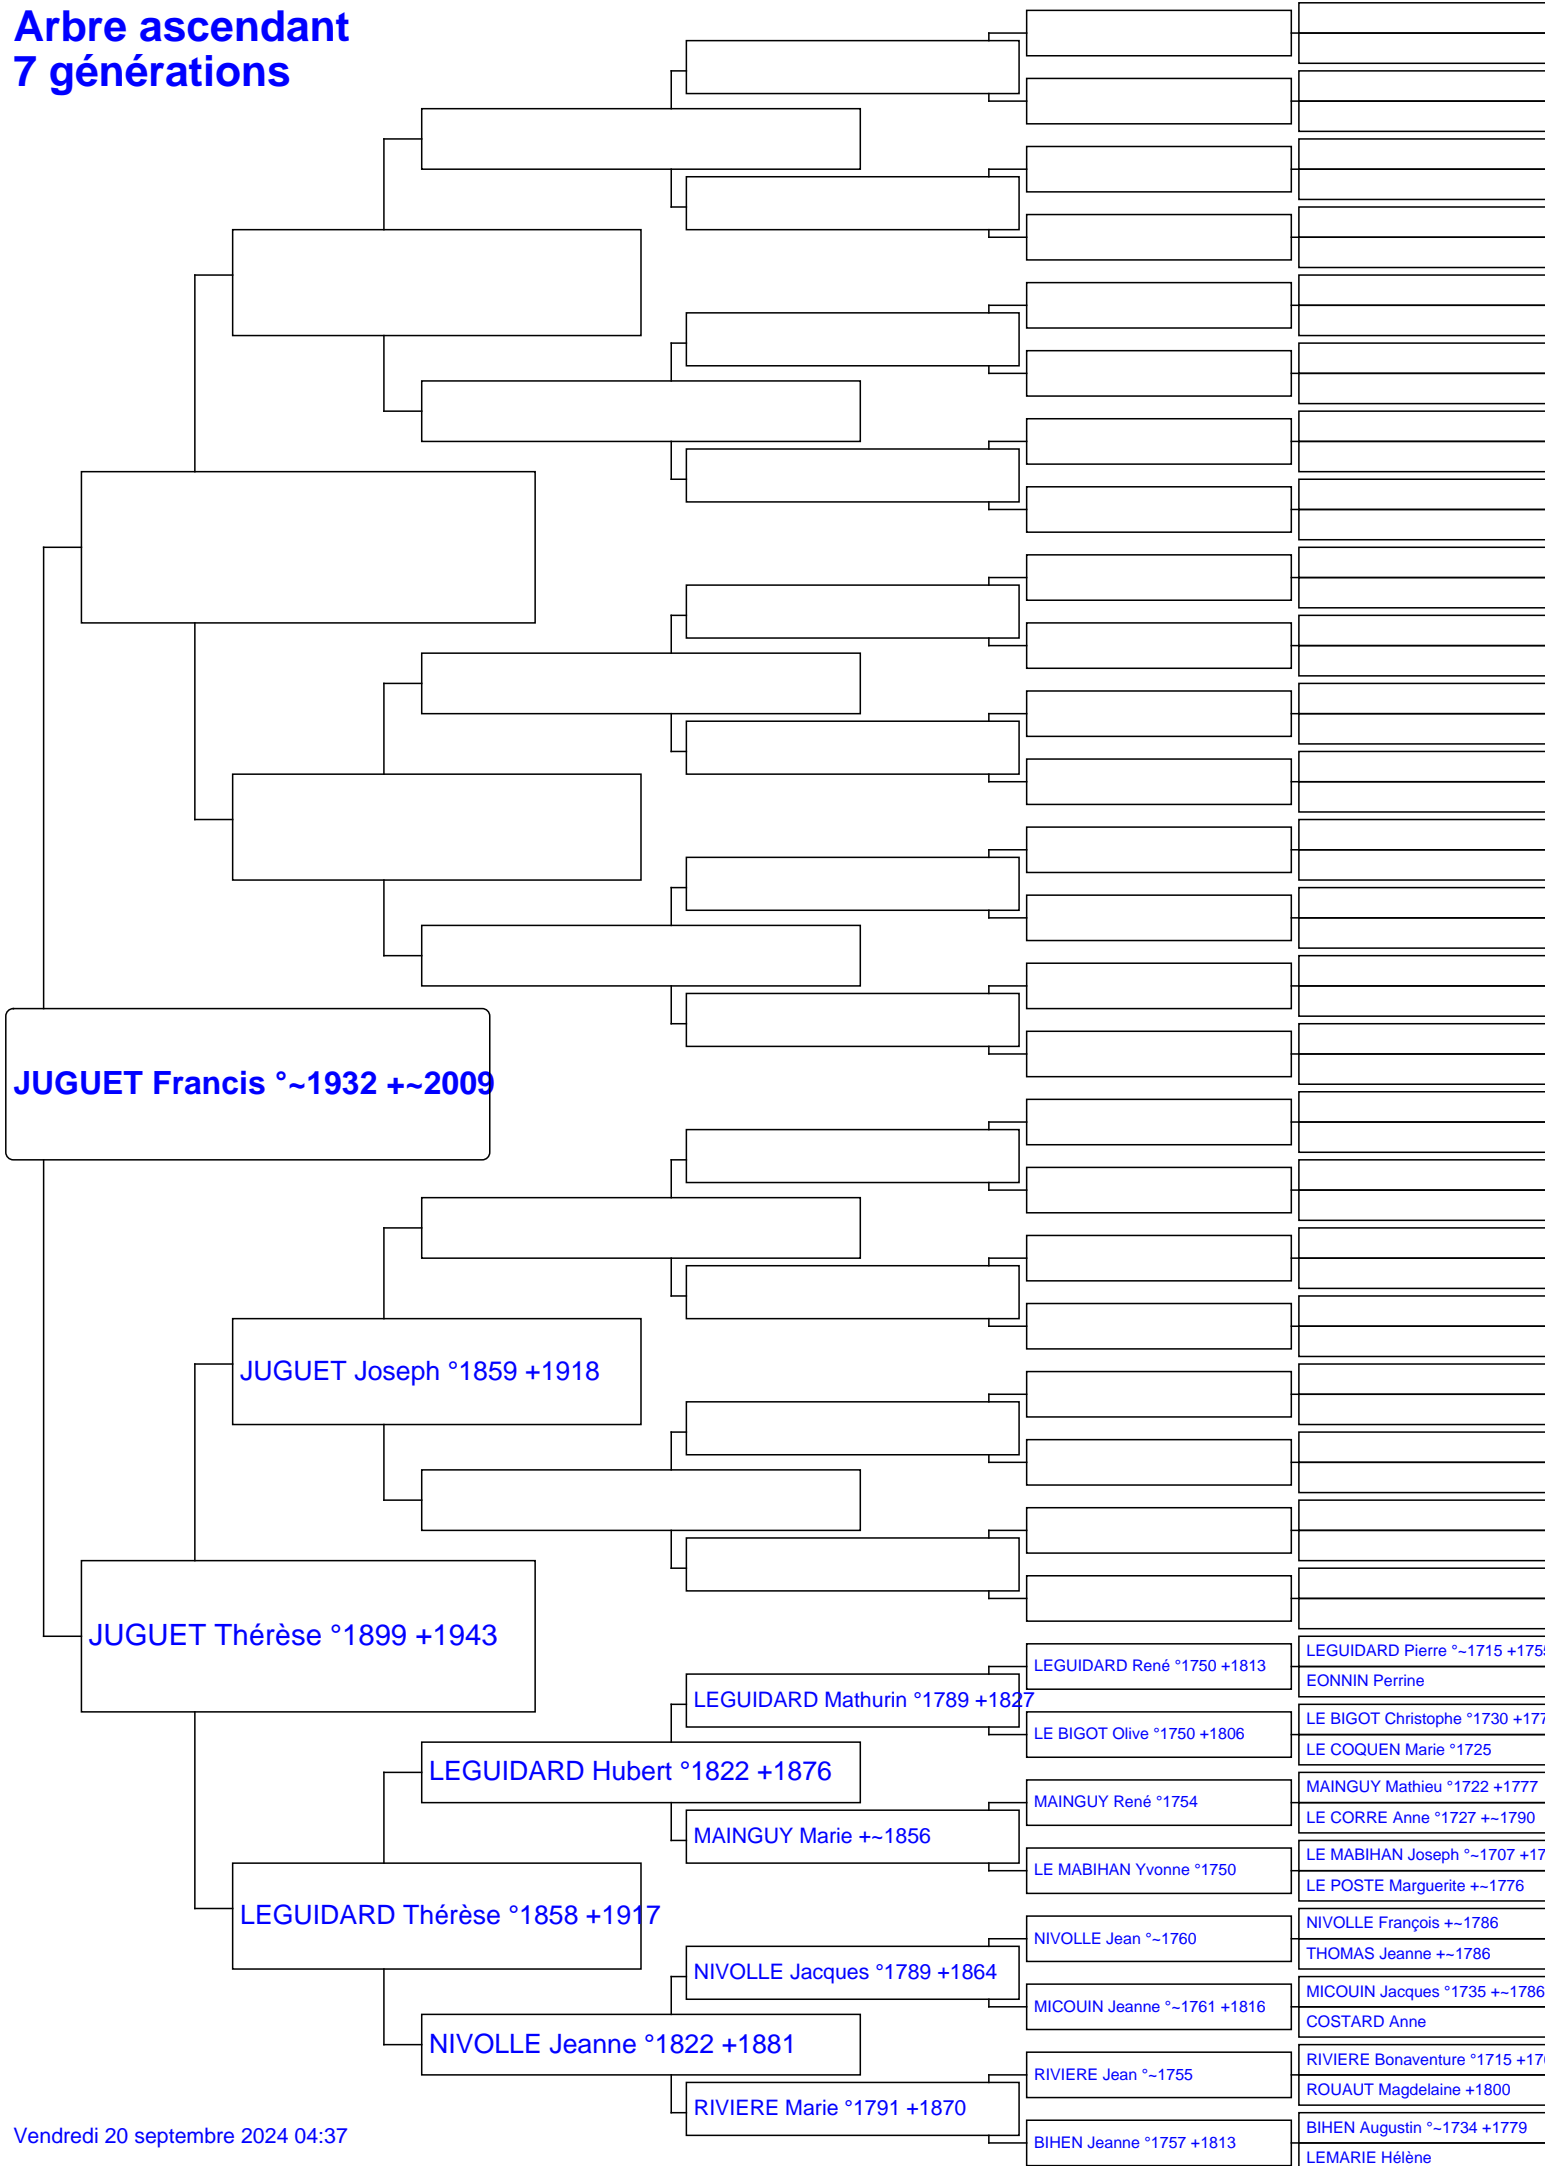 Arbre ascendant
7 générations
JUGUET Francis °~1932 +~2009
JUGUET Joseph °1859 +1918
JUGUET Thérèse °1899 +1943
LEGUIDARD Pierre °~1715 +1755
LEGUIDARD René °1750 +1813
EONNIN Perrine
LEGUIDARD Mathurin °1789 +1827
LE BIGOT Christophe °1730 +177
LE BIGOT Olive °1750 +1806
LE COQUEN Marie °1725
LEGUIDARD Hubert °1822 +1876
MAINGUY Mathieu °1722 +1777
MAINGUY René °1754
LE CORRE Anne °1727 +~1790
MAINGUY Marie +~1856
LE MABIHAN Joseph °~1707 +17
LE MABIHAN Yvonne °1750
LE POSTE Marguerite +~1776
LEGUIDARD Thérèse °1858 +1917
NIVOLLE François +~1786
NIVOLLE Jean °~1760
THOMAS Jeanne +~1786
NIVOLLE Jacques °1789 +1864
MICOUIN Jacques °1735 +~1786
MICOUIN Jeanne °~1761 +1816
COSTARD Anne
NIVOLLE Jeanne °1822 +1881
RIVIERE Bonaventure °1715 +17
RIVIERE Jean °~1755
ROUAUT Magdelaine +1800
RIVIERE Marie °1791 +1870
BIHEN Augustin °~1734 +1779
BIHEN Jeanne °1757 +1813
LEMARIE Hélène
Vendredi 20 septembre 2024 04:37